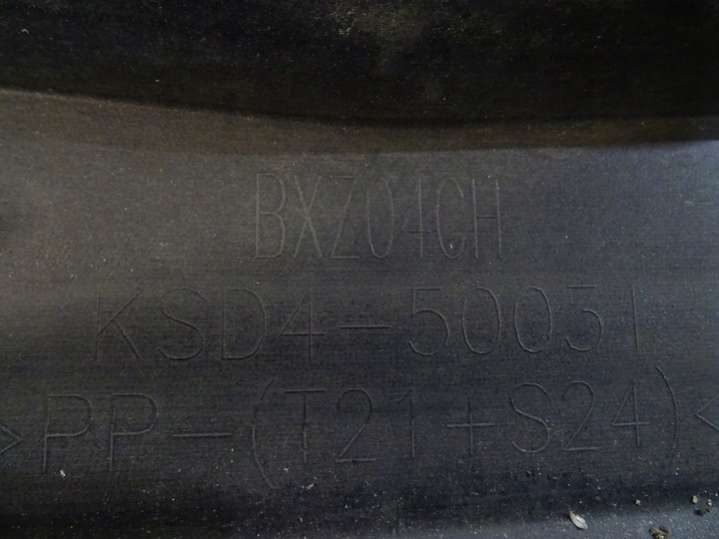 BXZ04CH
KSD4-50031
>PP-(T21+S24)<